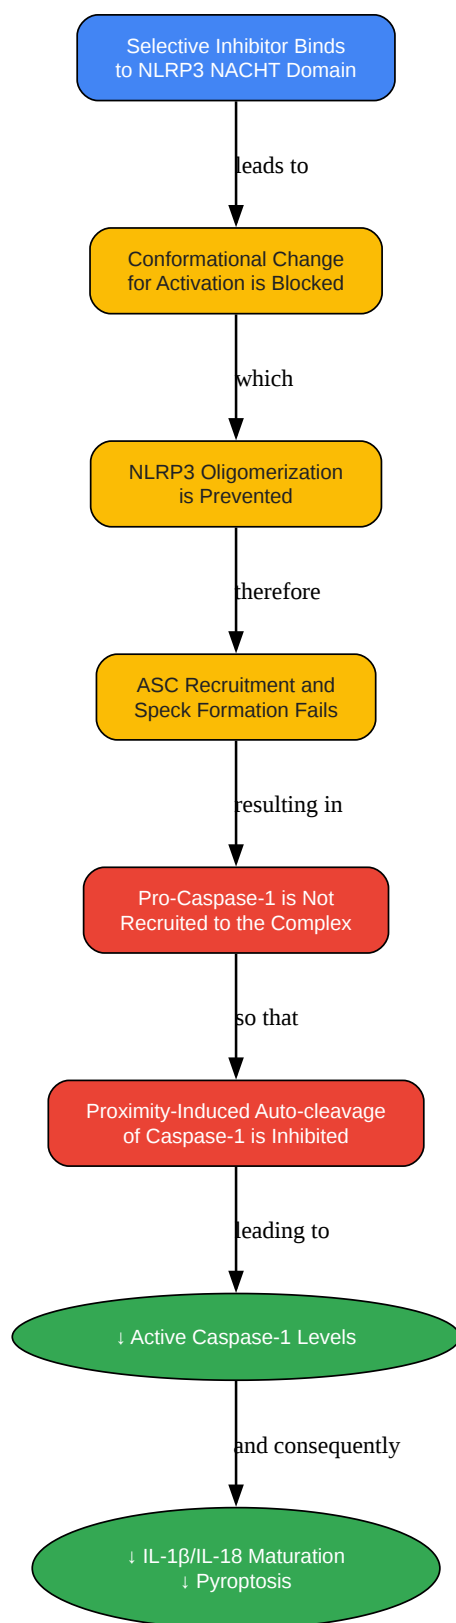 Selective Inhibitor Binds
to NLRP3 NACHT Domain
leads to
Conformational Change
for Activation is Blocked
which
NLRP3 Oligomerization
is Prevented
therefore
ASC Recruitment and
Speck Formation Fails
resulting in
Pro-Caspase-1 is Not
Recruited to the Complex
so that
Proximity-Induced Auto-cleavage
of Caspase-1 is Inhibited
leading to
↓ Active Caspase-1 Levels
and consequently
↓ IL-1β/IL-18 Maturation
↓ Pyroptosis